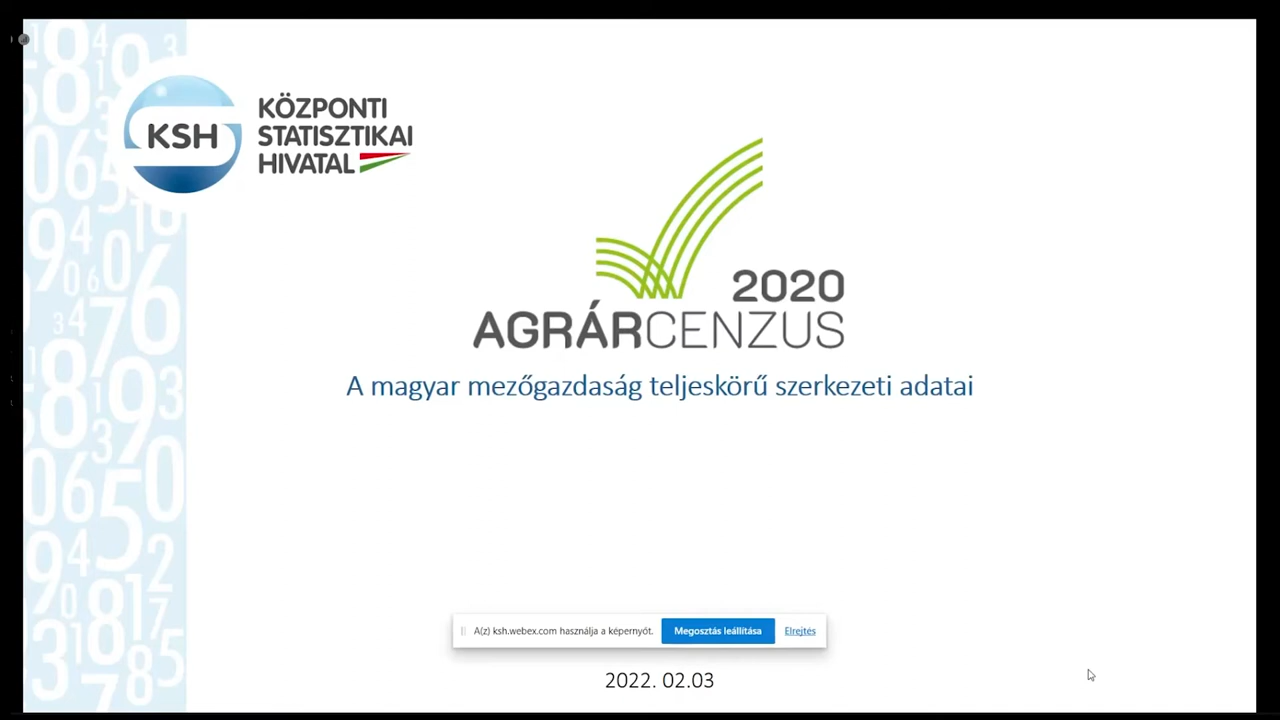 KSH
KÖZPONTI
STATISZTIKAI
HIVATAL
2020
AGRÁRCENZUS
A magyar mezőgazdaság teljeskörű szerkezeti adatai
A(z) ksh.webex.com használja a képernyőt. Megosztás leállítása Elrejtés
2022. 02.03